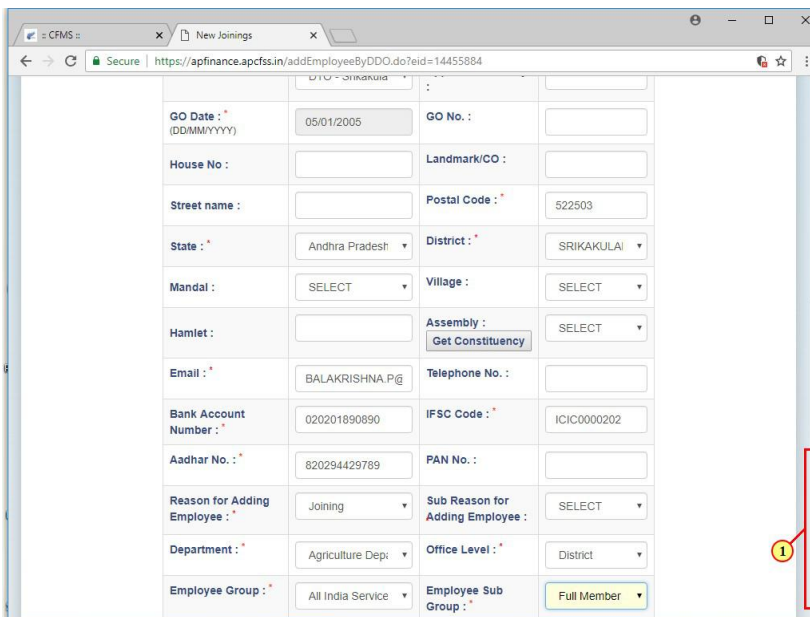 :: CFMS ::
New Joinings
Secure | https://apfinance.apcfss.in/addEmployeeByDDO.do?eid=14455884
:
GO Date : *
(DD/MM/YYYY)
05/01/2005
GO No. :
House No :
Landmark/CO :
Street name :
Postal Code : *
522503
State : *
Andhra Pradesh
District : *
SRIKAKULA
Mandal :
SELECT
Village :
SELECT
Hamlet :
Assembly :
Get Constituency
SELECT
Email : *
BALAKRISHNA.P@
Telephone No. :
Bank Account
Number : *
020201890890
IFSC Code : *
ICIC0000202
Aadhar No. : *
820294429789
PAN No. :
Reason for Adding
Employee : *
Joining
Sub Reason for
Adding Employee :
SELECT
Department : *
Agriculture Depa
Office Level : *
District
1
Employee Group : *
All India Service
Employee Sub
Group : *
Full Member